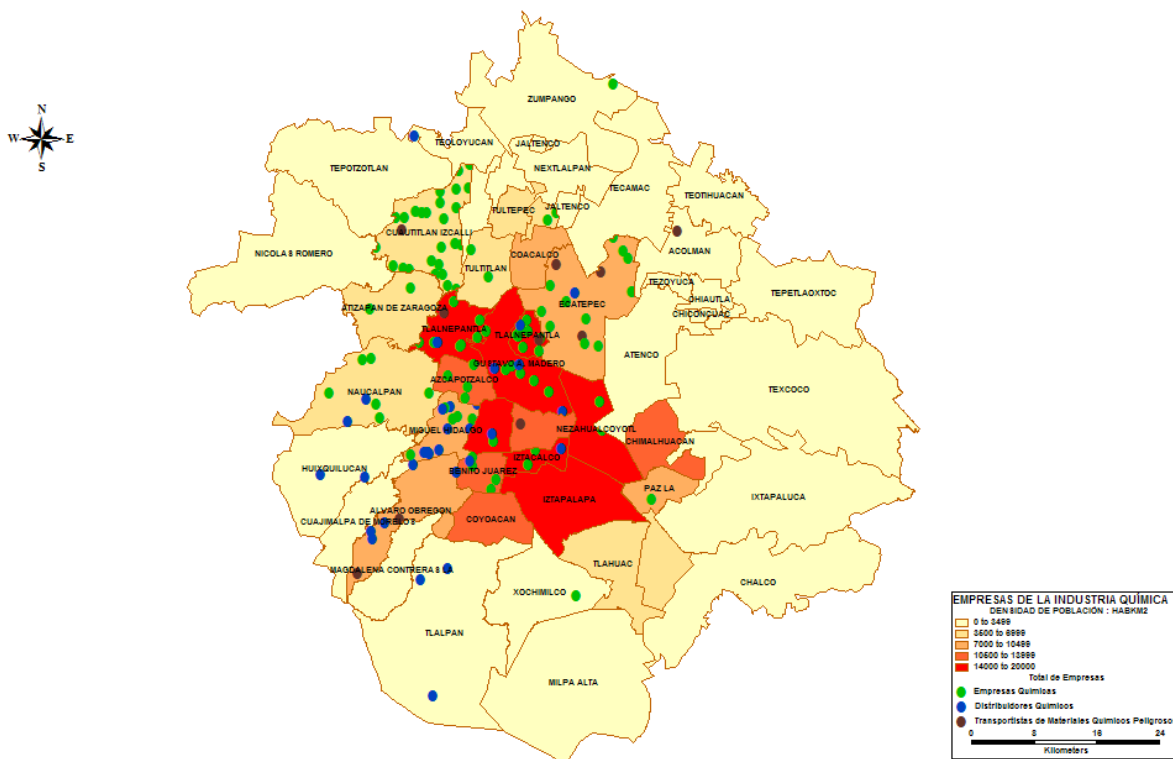 N
W E
S
ZUMPANGO
TEOLOYUCAN
JALTENCO
TEPOTZOTLAN
NEXTLALPAN
TECAMAC
TEOTIHUACAN
TULTEPEC
JALTENCO
CUAUTITLAN IZCALLI
NICOLAS ROMERO
COACALCO
ACOLMAN
TULTITLAN
TEZOYUCA
TEPETLAOXTOC
CHIAUTLA
ECATEPEC
ATIZAPAN DE ZARAGOZA
CHICONCUAC
TLALNEPANTLA
TLALNEPANTLA
ATENCO
GUSTAVO A. MADERO
AZCAPOTZALCO
TEXCOCO
NAUCALPAN
MIGUEL HIDALGO
NEZAHUALCOYOTL
CHIMALHUACAN
IZTACALCO
HUIXQUILUCAN
BENITO JUAREZ
PAZ LA
IXTAPALUCA
IZTAPALAPA
ALVARO OBREGON
COYOACAN
CUAJIMALPA DE MORELOS
TLAHUAC
MAGDALENA CONTRERAS LA
CHALCO
XOCHIMILCO
TLALPAN
MILPA ALTA
EMPRESAS DE LA INDUSTRIA QUÍMICA
DENSIDAD DE POBLACIÓN : HABKM2
0 to 3499
3500 to 6999
7000 to 10499
10500 to 13999
14000 to 20000
Total de Empresas
Empresas Químicas
Distribuidores Químicos
Transportistas de Materiales Químicos Peligroso
0 8 16 24
Kilometers